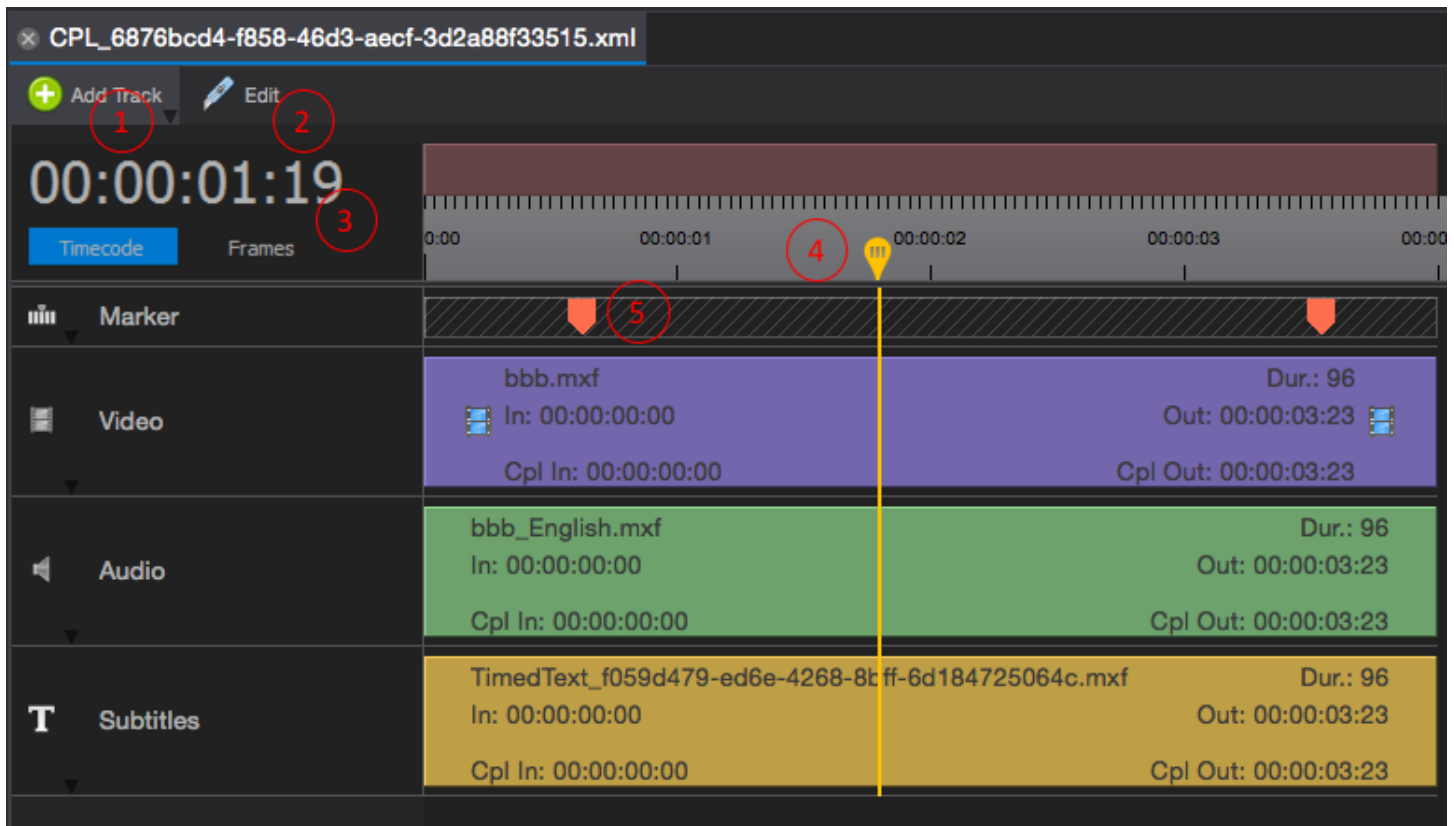 CPL_6876bcd4-f858-46d3-aecf-3d2a88f33515.xml
Add Track Edit
1 2
00:00:01:19
3
Timecode Frames
0:00 00:00:01 4 00:00:02 00:00:03 00:00
Marker 5
bbb.mxf Dur.: 96
Video In: 00:00:00:00 Out: 00:00:03:23
Cpl In: 00:00:00:00 Cpl Out: 00:00:03:23
bbb_English.mxf Dur.: 96
Audio In: 00:00:00:00 Out: 00:00:03:23
Cpl In: 00:00:00:00 Cpl Out: 00:00:03:23
TimedText_f059d479-ed6e-4268-8bff-6d184725064c.mxf Dur.: 96
T Subtitles In: 00:00:00:00 Out: 00:00:03:23
Cpl In: 00:00:00:00 Cpl Out: 00:00:03:23